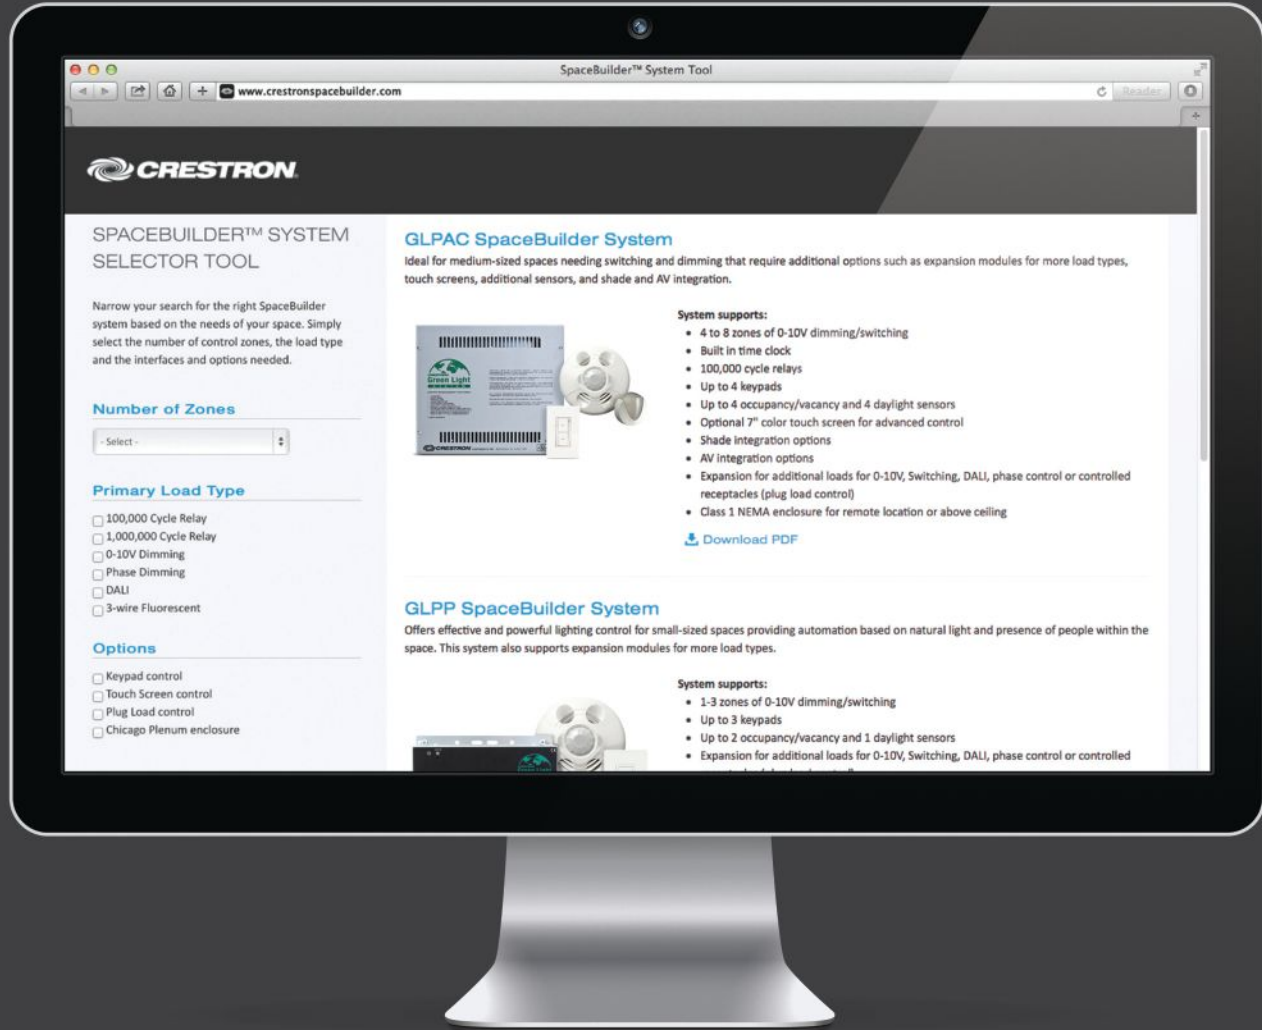 SpaceBuilder™ System Tool
www.crestronspacebuilder.com
Reader
CRESTRON
SPACEBUILDER™ SYSTEM
SELECTOR TOOL
Narrow your search for the right SpaceBuilder
system based on the needs of your space. Simply
select the number of control zones, the load type
and the interfaces and options needed.
Number of Zones
- Select -
Primary Load Type
100,000 Cycle Relay
1,000,000 Cycle Relay
0-10V Dimming
Phase Dimming
DALI
3-wire Fluorescent
Options
Keypad control
Touch Screen control
Plug Load control
Chicago Plenum enclosure
GLPAC SpaceBuilder System
Ideal for medium-sized spaces needing switching and dimming that require additional options such as expansion modules for more load types,
touch screens, additional sensors, and shade and AV integration.
Green Light
CRESTRON
System supports:
• 4 to 8 zones of 0-10V dimming/switching
• Built in time clock
• 100,000 cycle relays
• Up to 4 keypads
• Up to 4 occupancy/vacancy and 4 daylight sensors
• Optional 7" color touch screen for advanced control
• Shade integration options
• AV integration options
• Expansion for additional loads for 0-10V, Switching, DALI, phase control or controlled
receptacles (plug load control)
• Class 1 NEMA enclosure for remote location or above ceiling
Download PDF
GLPP SpaceBuilder System
Offers effective and powerful lighting control for small-sized spaces providing automation based on natural light and presence of people within the
space. This system also supports expansion modules for more load types.
System supports:
• 1-3 zones of 0-10V dimming/switching
• Up to 3 keypads
• Up to 2 occupancy/vacancy and 1 daylight sensors
• Expansion for additional loads for 0-10V, Switching, DALI, phase control or controlled